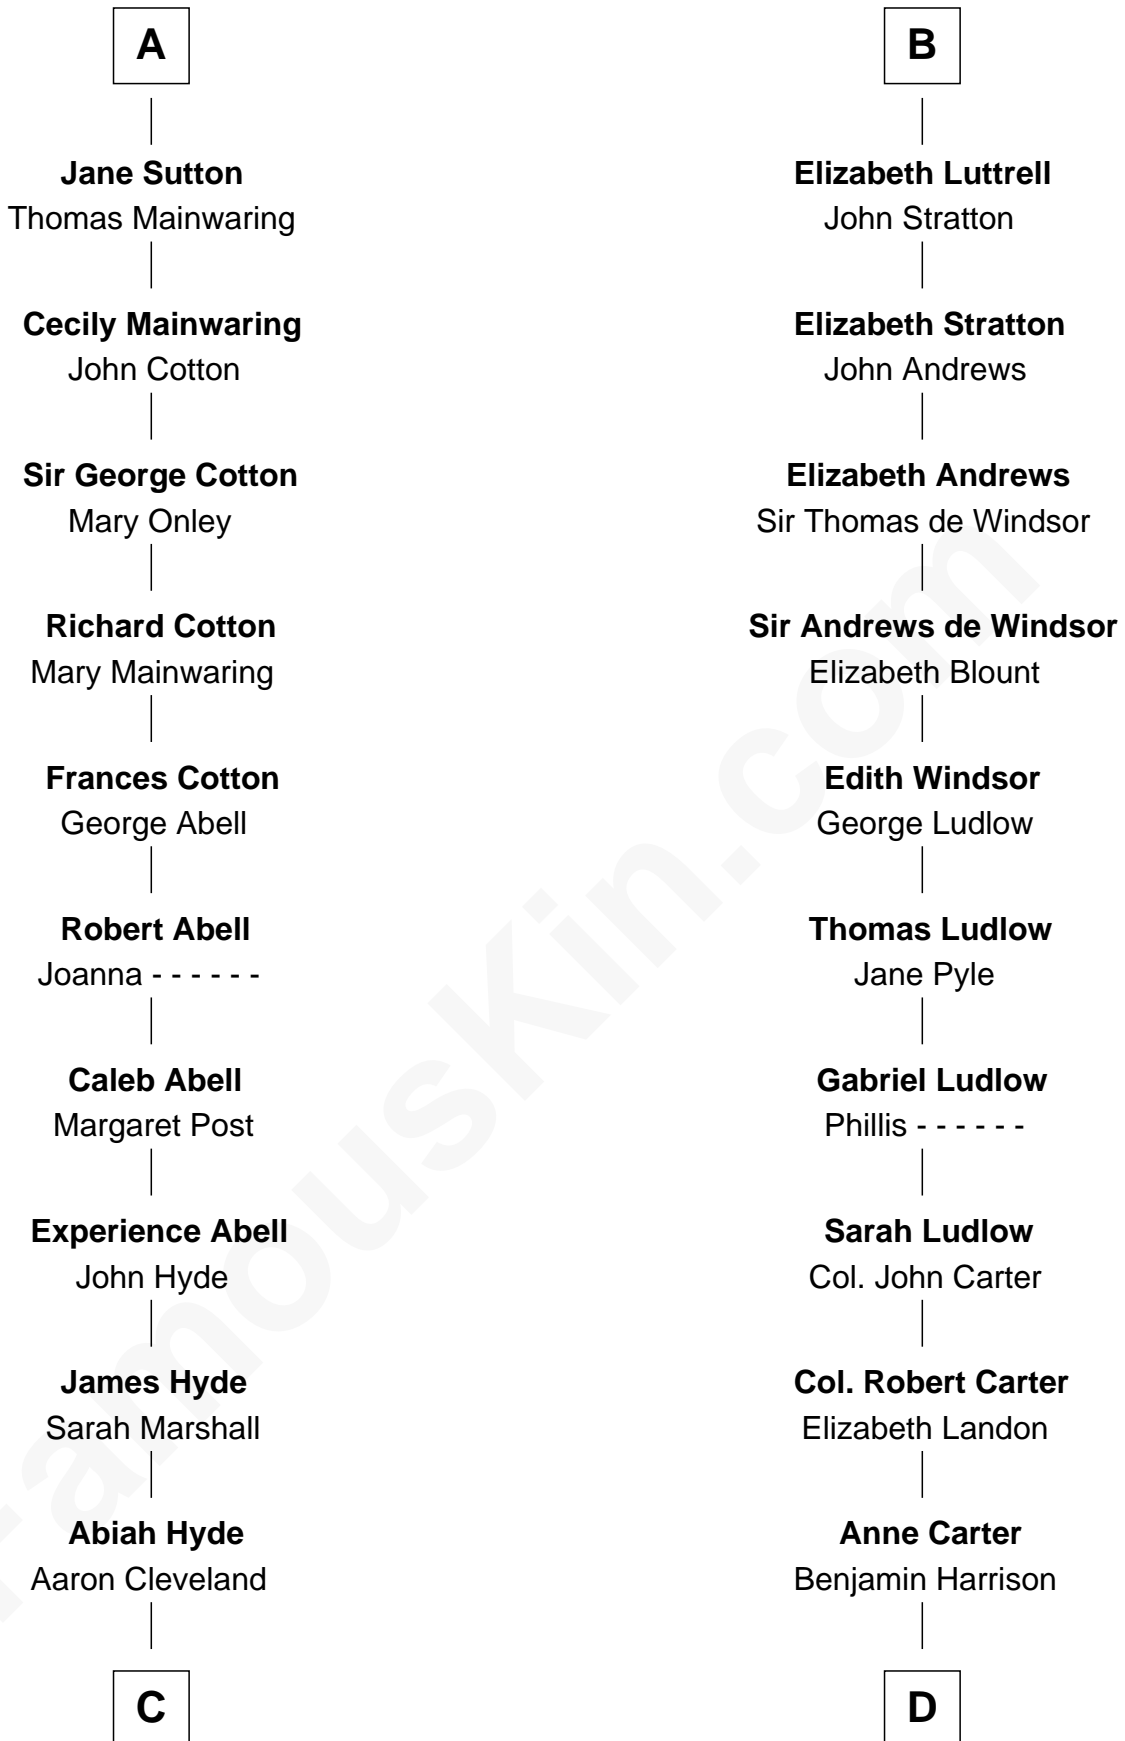 A
Jane Sutton
Thomas Mainwaring
Cecily Mainwaring
John Cotton
Sir George Cotton
Mary Onley
Richard Cotton
Mary Mainwaring
Frances Cotton
George Abell
Robert Abell
Joanna - - - - - -
Caleb Abell
Margaret Post
Experience Abell
John Hyde
James Hyde
Sarah Marshall
Abiah Hyde
Aaron Cleveland
C
B
Elizabeth Luttrell
John Stratton
Elizabeth Stratton
John Andrews
Elizabeth Andrews
Sir Thomas de Windsor
Sir Andrews de Windsor
Elizabeth Blount
Edith Windsor
George Ludlow
Thomas Ludlow
Jane Pyle
Gabriel Ludlow
Phillis - - - - - -
Sarah Ludlow
Col. John Carter
Col. Robert Carter
Elizabeth Landon
Anne Carter
Benjamin Harrison
D
FamousKin.com